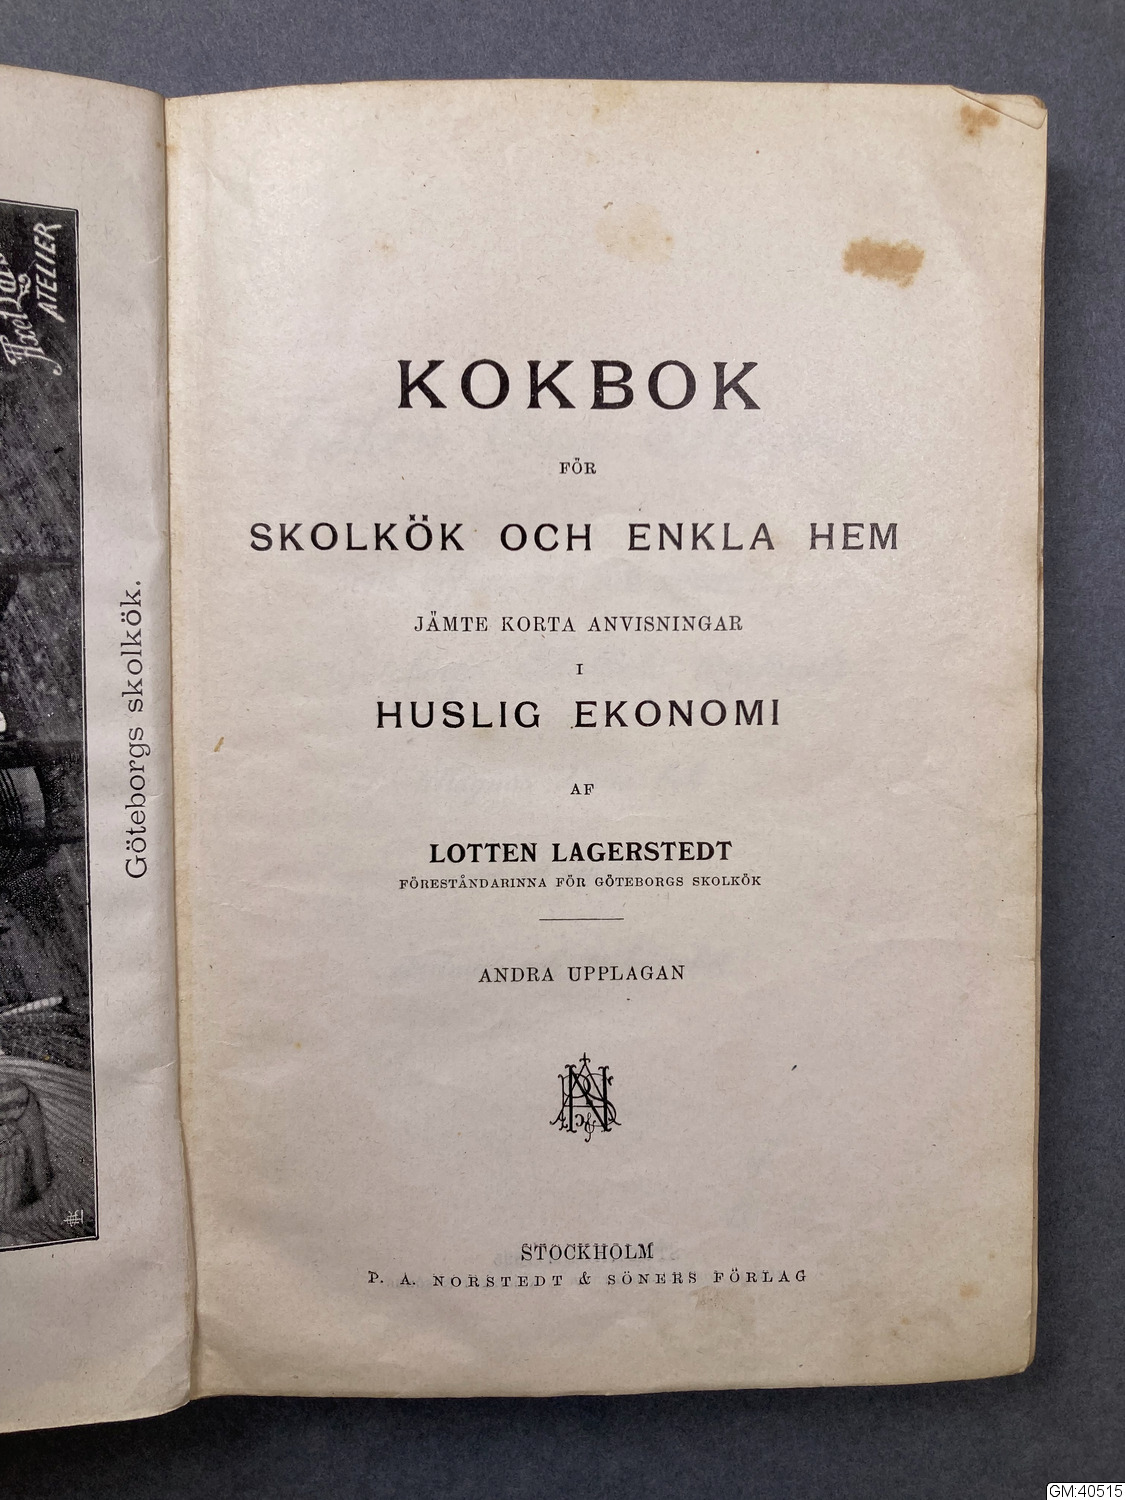 Axel
ATELIER
Göteborgs skolkök.
KOKBOK
FÖR
SKOLKÖK OCH ENKLA HEM
JÄMTE KORTA ANVISNINGAR
I
HUSLIG EKONOMI
AF
LOTTEN LAGERSTEDT
FÖRESTÅNDARINNA FÖR GÖTEBORGS SKOLKÖK
ANDRA UPPLAGAN
STOCKHOLM
P. A. NORSTEDT & SÖNERS FÖRLAG
GM:40515